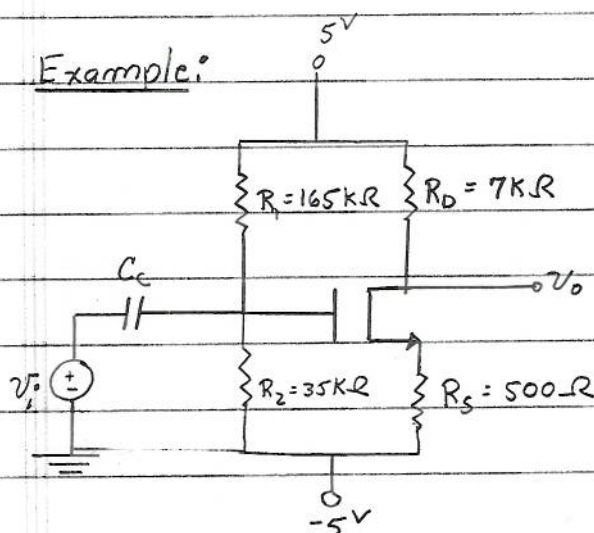 5V
Example:
R1=165KΩ
RD = 7KΩ
Cc
vo
vi
+
-
R2=35KΩ
RS = 500Ω
-5V